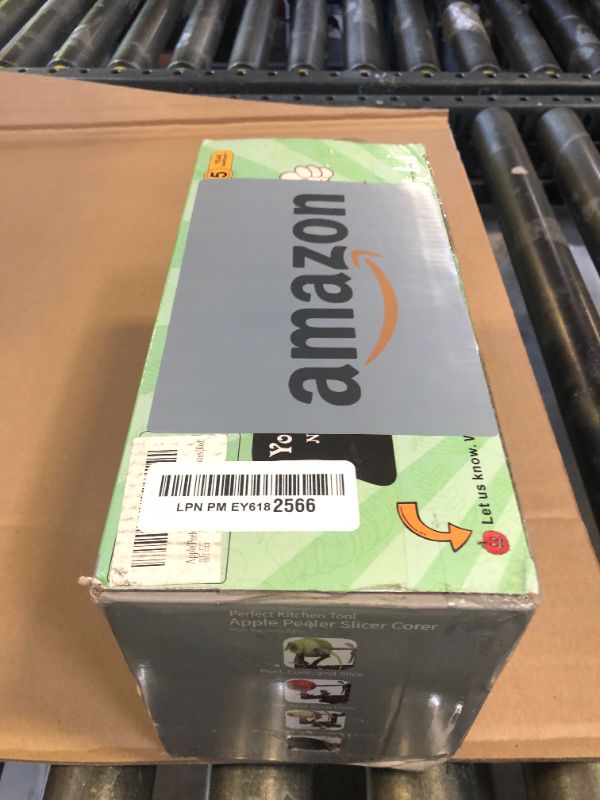 5 YEAR
amazon
Yo
N
Let us know.
LPN PM EY618 2566
Perfect Kitchen Tool
Apple Peeler Slicer Corer
Peel, Core, and Slice